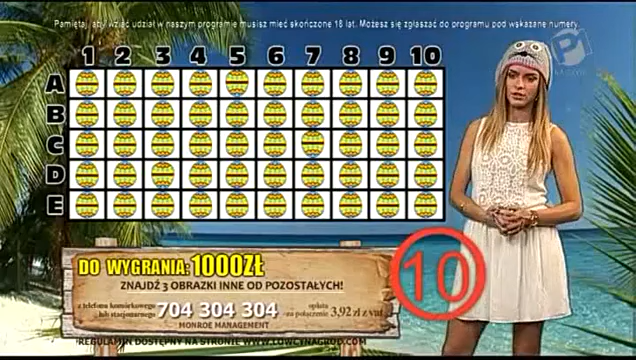 Pamiętaj, aby wziąć udział w naszym programie musisz mieć skończone 18 lat. Możesz się zgłaszać do programu pod wskazane numery.
1 2 3 4 5 6 7 8 9 10
A
B
C
D
E
DO WYGRANIA: 1000ZŁ
ZNAJDŹ 3 OBRAZKI INNE OD POZOSTAŁYCH!
z telefonu komórkowego
lub stacjonarnego 704 304 304 opłata
za połączenie 3,92 zł z vat
MONROE MANAGEMENT
10
REGULAMIN DOSTĘPNY NA STRONIE WWW.LOWCYNAGROD.COM